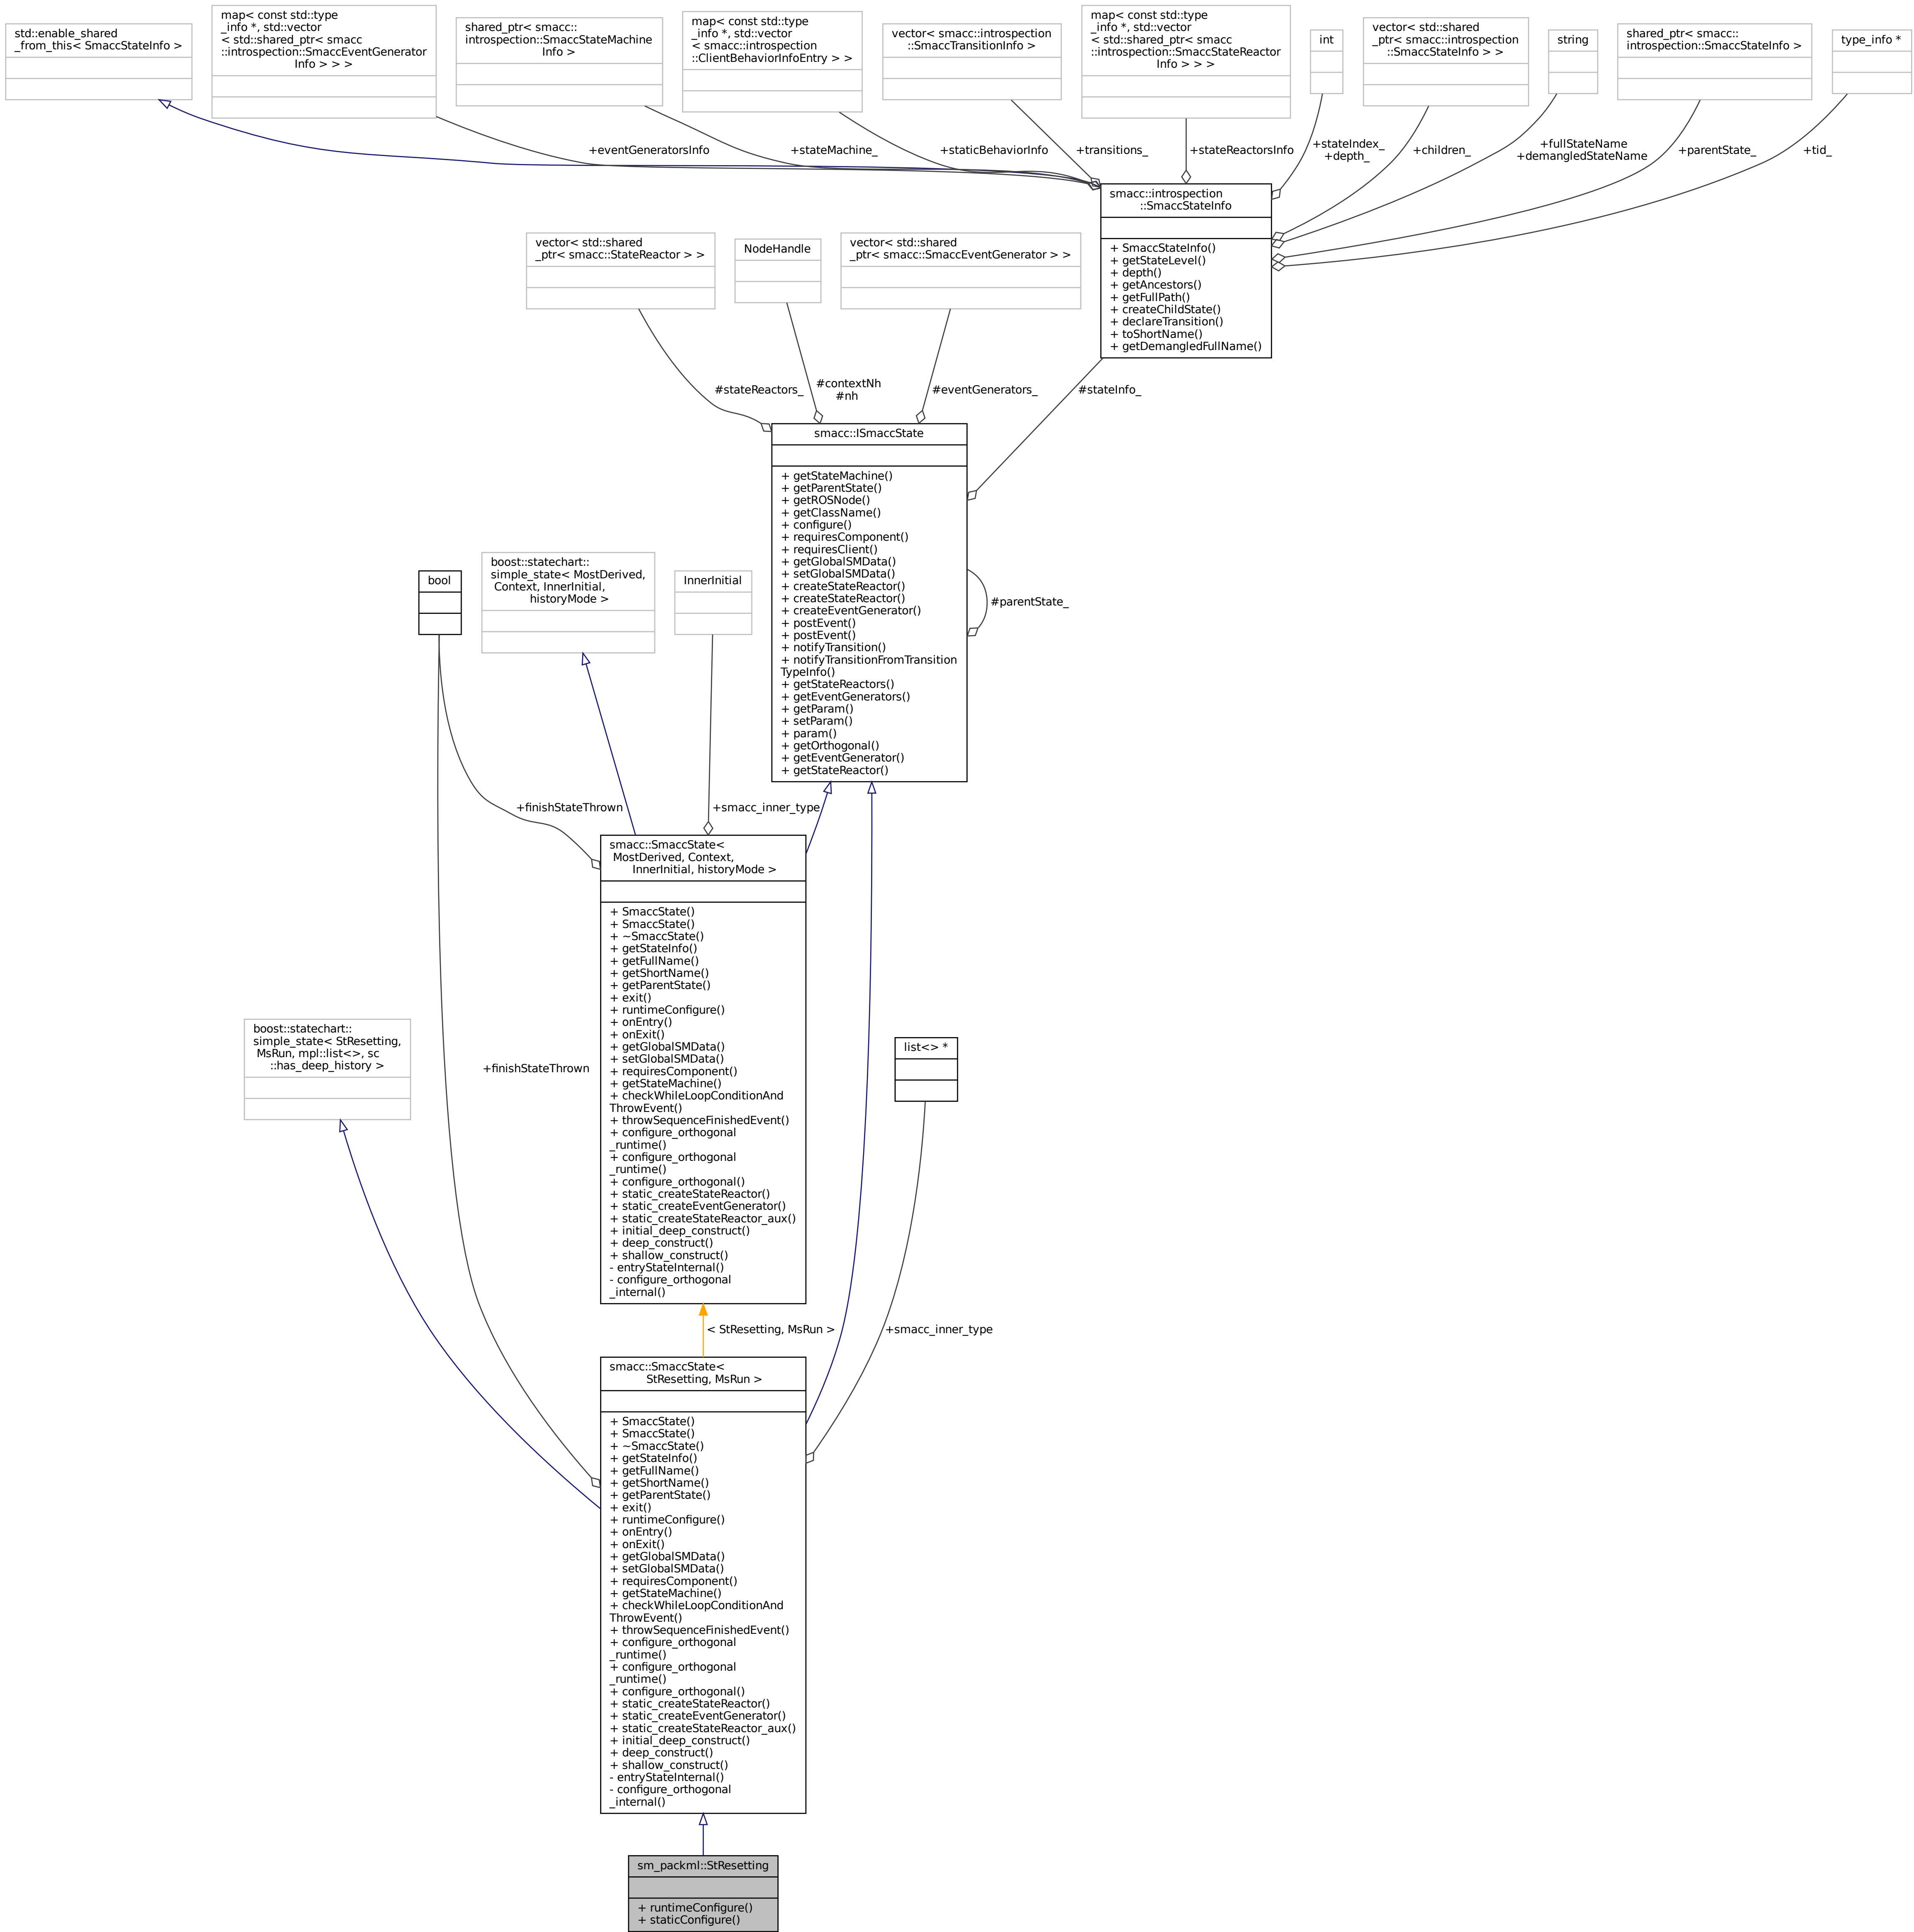 std::enable_shared
_from_this< SmaccStateInfo >
map< const std::type
_info *, std::vector
< std::shared_ptr< smacc
::introspection::SmaccEventGenerator
Info > > >
shared_ptr< smacc::
introspection::SmaccStateMachine
Info >
map< const std::type
_info *, std::vector
< smacc::introspection
::ClientBehaviorInfoEntry > >
vector< smacc::introspection
::SmaccTransitionInfo >
map< const std::type
_info *, std::vector
< std::shared_ptr< smacc
::introspection::SmaccStateReactor
Info > > >
int
vector< std::shared
_ptr< smacc::introspection
::SmaccStateInfo > >
string
shared_ptr< smacc::
introspection::SmaccStateInfo >
type_info *
+eventGeneratorsInfo
+stateMachine_
+staticBehaviorInfo
+transitions_
+stateReactorsInfo
+stateIndex_
+depth_
+children_
+fullStateName
+demangledStateName
+parentState_
+tid_
smacc::introspection
::SmaccStateInfo
+ SmaccStateInfo()
+ getStateLevel()
+ depth()
+ getAncestors()
+ getFullPath()
+ createChildState()
+ declareTransition()
+ toShortName()
+ getDemangledFullName()
vector< std::shared
_ptr< smacc::StateReactor > >
NodeHandle
vector< std::shared
_ptr< smacc::SmaccEventGenerator > >
#stateReactors_
#contextNh
#nh
#eventGenerators_
#stateInfo_
smacc::ISmaccState
+ getStateMachine()
+ getParentState()
+ getROSNode()
+ getClassName()
+ configure()
+ requiresComponent()
+ requiresClient()
+ getGlobalSMData()
+ setGlobalSMData()
+ createStateReactor()
+ createStateReactor()
+ createEventGenerator()
+ postEvent()
+ postEvent()
+ notifyTransition()
+ notifyTransitionFromTransition
TypeInfo()
+ getStateReactors()
+ getEventGenerators()
+ getParam()
+ setParam()
+ param()
+ getOrthogonal()
+ getEventGenerator()
+ getStateReactor()
#parentState_
bool
boost::statechart::
simple_state< MostDerived,
Context, InnerInitial,
historyMode >
InnerInitial
+finishStateThrown
+smacc_inner_type
smacc::SmaccState<
MostDerived, Context,
InnerInitial, historyMode >
+ SmaccState()
+ SmaccState()
+ ~SmaccState()
+ getStateInfo()
+ getFullName()
+ getShortName()
+ getParentState()
+ exit()
+ runtimeConfigure()
+ onEntry()
+ onExit()
+ getGlobalSMData()
+ setGlobalSMData()
+ requiresComponent()
+ getStateMachine()
+ checkWhileLoopConditionAnd
ThrowEvent()
+ throwSequenceFinishedEvent()
+ configure_orthogonal
_runtime()
+ configure_orthogonal
_runtime()
+ configure_orthogonal()
+ static_createStateReactor()
+ static_createEventGenerator()
+ static_createStateReactor_aux()
+ initial_deep_construct()
+ deep_construct()
+ shallow_construct()
- entryStateInternal()
- configure_orthogonal
_internal()
boost::statechart::
simple_state< StResetting,
MsRun, mpl::list<>, sc
::has_deep_history >
+finishStateThrown
list<> *
< StResetting, MsRun >
+smacc_inner_type
smacc::SmaccState<
StResetting, MsRun >
+ SmaccState()
+ SmaccState()
+ ~SmaccState()
+ getStateInfo()
+ getFullName()
+ getShortName()
+ getParentState()
+ exit()
+ runtimeConfigure()
+ onEntry()
+ onExit()
+ getGlobalSMData()
+ setGlobalSMData()
+ requiresComponent()
+ getStateMachine()
+ checkWhileLoopConditionAnd
ThrowEvent()
+ throwSequenceFinishedEvent()
+ configure_orthogonal
_runtime()
+ configure_orthogonal
_runtime()
+ configure_orthogonal()
+ static_createStateReactor()
+ static_createEventGenerator()
+ static_createStateReactor_aux()
+ initial_deep_construct()
+ deep_construct()
+ shallow_construct()
- entryStateInternal()
- configure_orthogonal
_internal()
sm_packml::StResetting
+ runtimeConfigure()
+ staticConfigure()